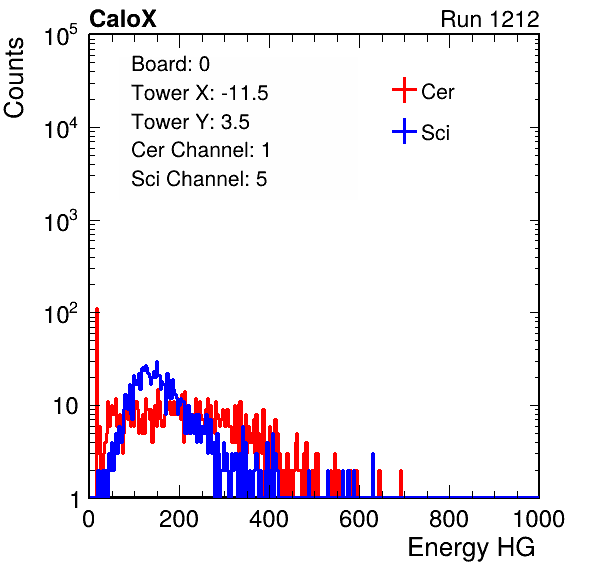 CaloX Run 1212
10^5
Counts
Board: 0
Tower X: -11.5
Tower Y: 3.5
Cer Channel: 1
Sci Channel: 5
Cer
Sci
10^4
10^3
10^2
10
1
0 200 400 600 800 1000
Energy HG